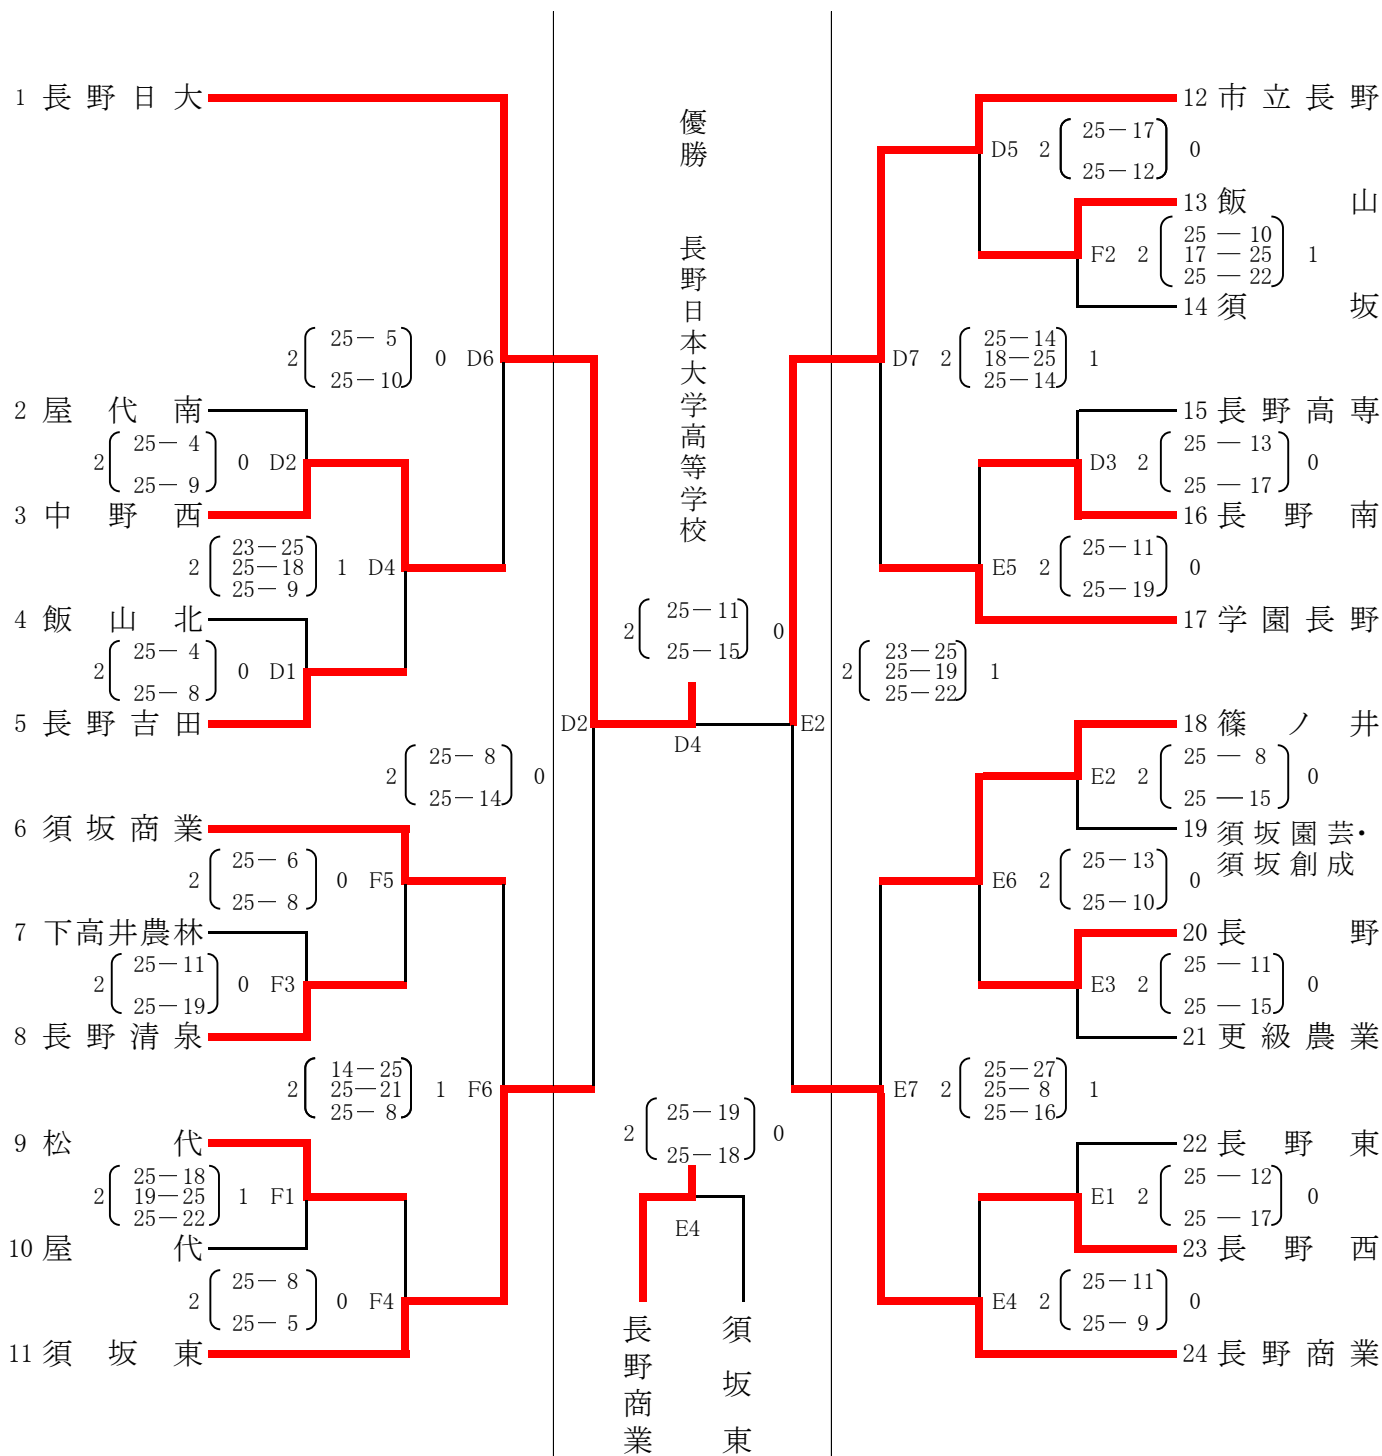 1 長野日大
2 ( 25－5 25－10 ) 0 D6
2 屋代南
2 ( 25－4 25－9 ) 0 D2
3 中野西
2 ( 23－25 25－18 25－9 ) 1 D4
4 飯山北
2 ( 25－4 25－8 ) 0 D1
5 長野吉田
2 ( 25－8 25－14 ) 0 D2
6 須坂商業
2 ( 25－6 25－8 ) 0 F5
7 下高井農林
2 ( 25－11 25－19 ) 0 F3
8 長野清泉
2 ( 14－25 25－21 25－8 ) 1 F6
9 松代
2 ( 25－18 19－25 25－22 ) 1 F1
10 屋代
2 ( 25－8 25－5 ) 0 F4
11 須坂東
優勝 長野日本大学高等学校
2 ( 25－11 25－15 ) 0
D4
2 ( 25－19 25－18 ) 0
E4
長野商業
須坂東
12 市立長野
D5 2 ( 25－17 25－12 ) 0
13 飯山
F2 2 ( 25－10 17－25 25－22 ) 1
14 須坂
D7 2 ( 25－14 18－25 25－14 ) 1
15 長野高専
D3 2 ( 25－13 25－17 ) 0
16 長野南
E5 2 ( 25－11 25－19 ) 0
17 学園長野
2 ( 23－25 25－19 25－22 ) 1
E2
18 篠ノ井
E2 2 ( 25－8 25－15 ) 0
19 須坂園芸・
須坂創成
E6 2 ( 25－13 25－10 ) 0
20 長野
E3 2 ( 25－11 25－15 ) 0
21 更級農業
E7 2 ( 25－27 25－8 25－16 ) 1
22 長野東
E1 2 ( 25－12 25－17 ) 0
23 長野西
E4 2 ( 25－11 25－9 ) 0
24 長野商業